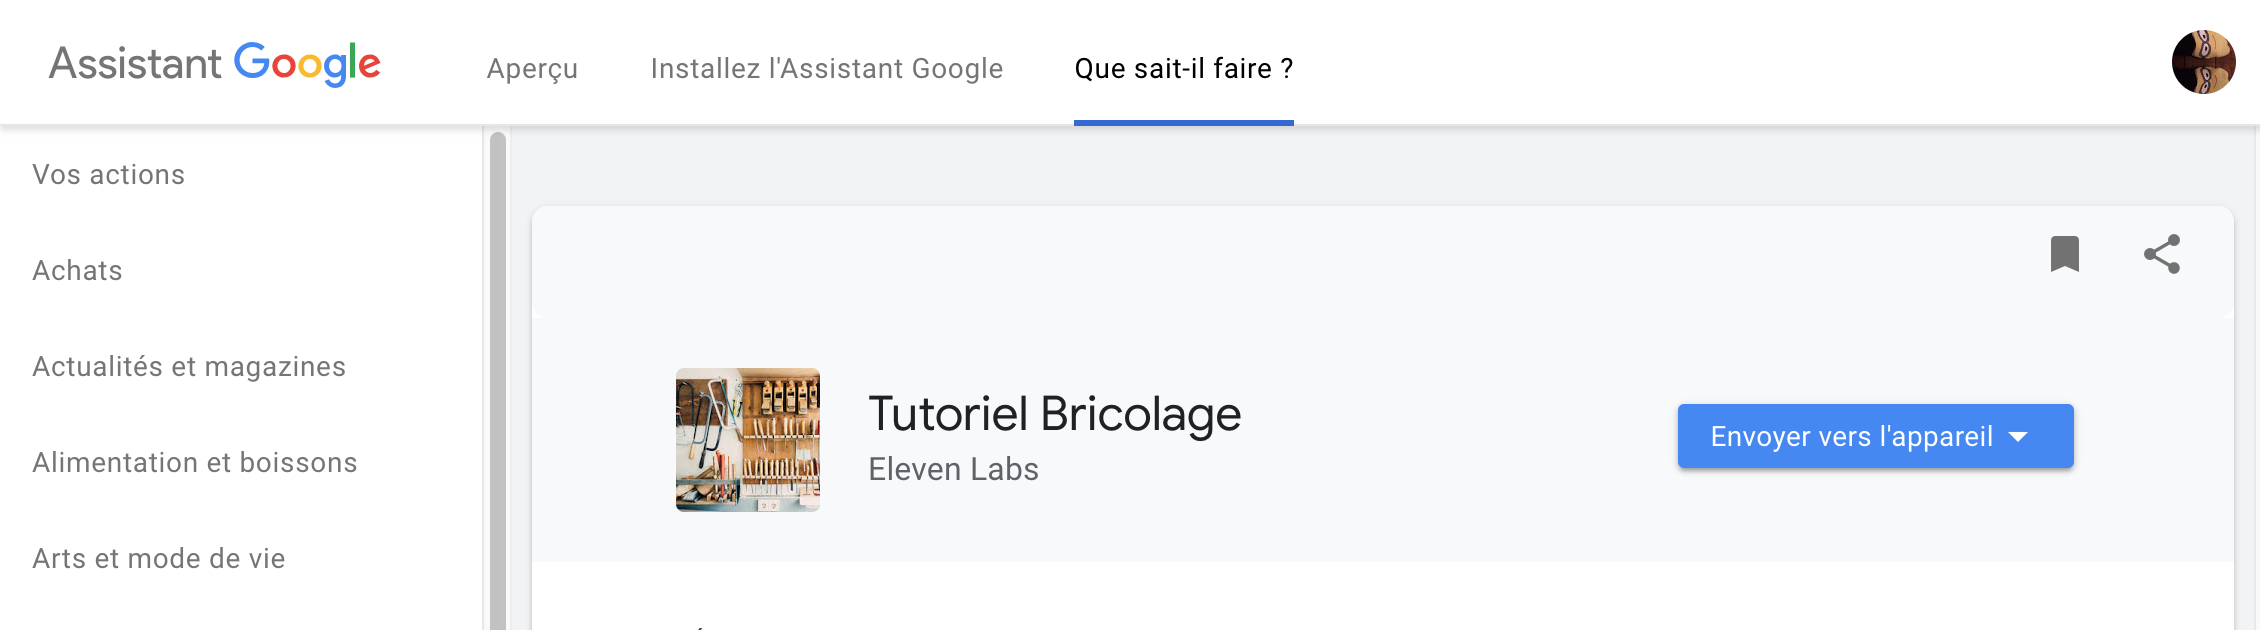 Assistant Google
Aperçu
Installez l'Assistant Google
Que sait-il faire ?
Vos actions
Achats
Actualités et magazines
Alimentation et boissons
Arts et mode de vie
Tutoriel Bricolage
Eleven Labs
Envoyer vers l'appareil